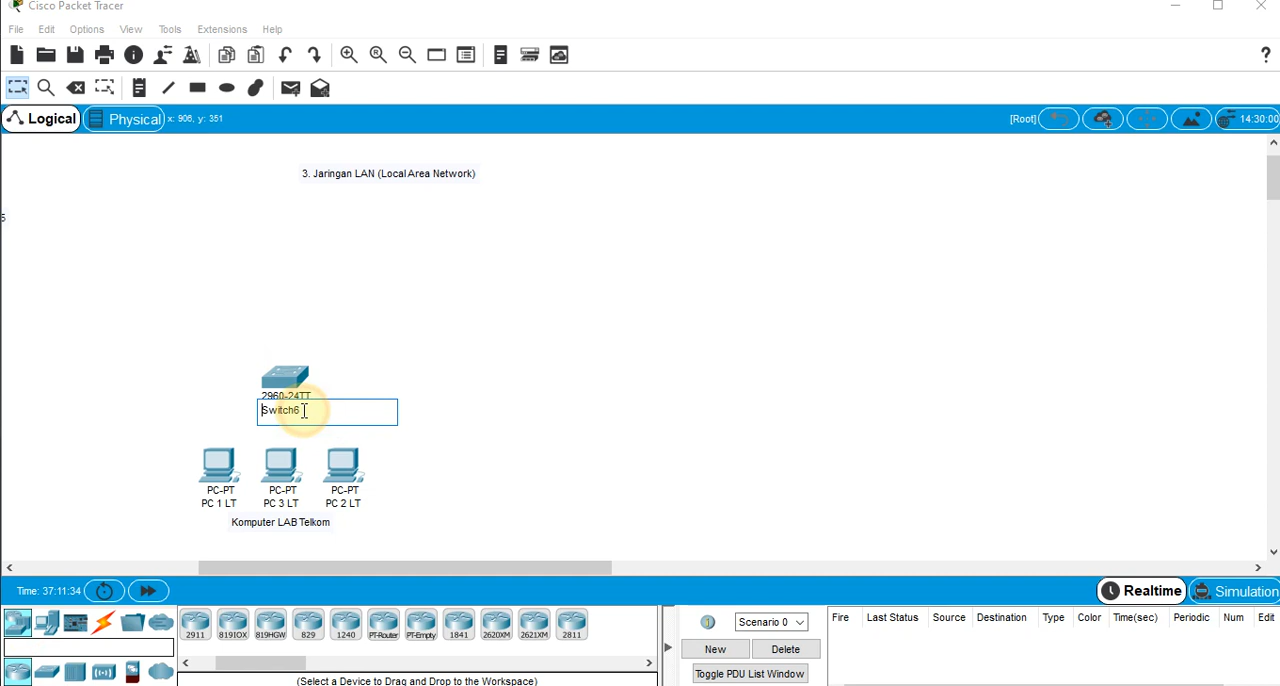 Cisco Packet Tracer
File Edit Options View Tools Extensions Help
?
Logical Physical x: 906, y: 351 [Root] 14:30:00
3. Jaringan LAN (Local Area Network)
5
2960-24TT
Switch6
PC-PT PC-PT PC-PT
PC 1 LT PC 3 LT PC 2 LT
Komputer LAB Telkom
Time: 37:11:34 Realtime Simulation
2911 819IOX 819HGW 829 1240 PT-Router PT-Empty 1841 2620XM 2621XM 2811
Scenario 0
New Delete
Toggle PDU List Window
Fire Last Status Source Destination Type Color Time(sec) Periodic Num Edit
(Select a Device to Drag and Drop to the Workspace)